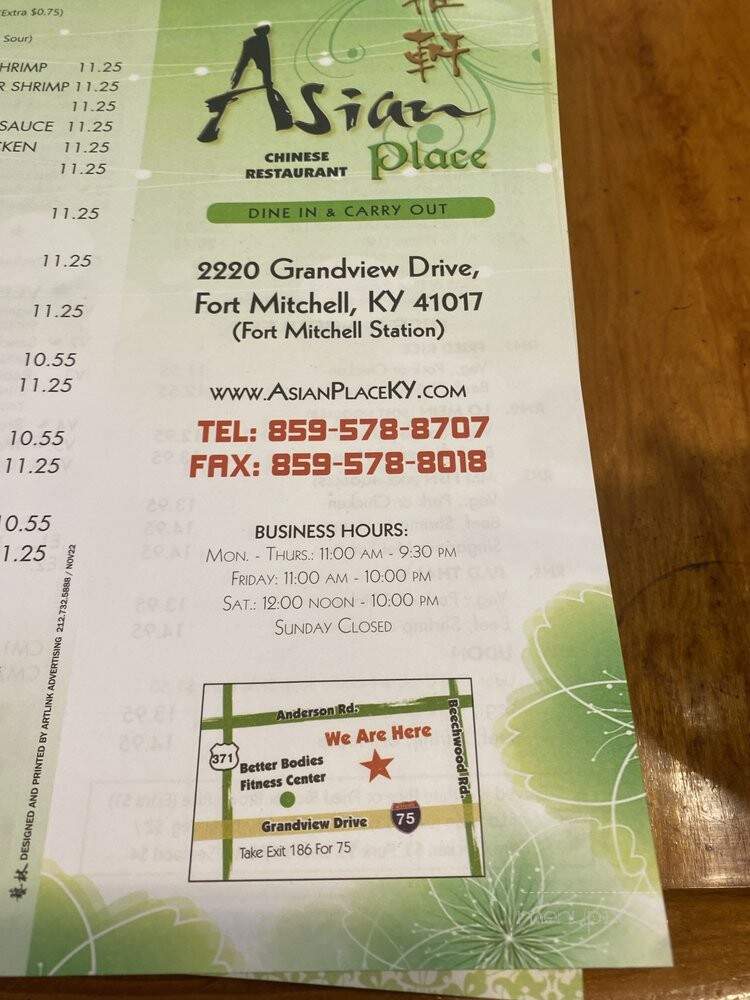 (Extra $0.75)
Sour)
HRIMP 11.25
R SHRIMP 11.25
11.25
SAUCE 11.25
KEN 11.25
11.25
11.25
11.25
11.25
10.55
11.25
10.55
11.25
10.55
1.25
軒
Asian
Place
CHINESE
RESTAURANT
DINE IN & CARRY OUT
2220 Grandview Drive,
Fort Mitchell, KY 41017
(Fort Mitchell Station)
WWW.ASIANPLACEKY.COM
TEL: 859-578-8707
FAX: 859-578-8018
BUSINESS HOURS:
MON. - THURS.: 11:00 AM - 9:30 PM
FRIDAY: 11:00 AM - 10:00 PM
SAT.: 12:00 NOON - 10:00 PM
SUNDAY CLOSED
Anderson Rd.
We Are Here
371
Better Bodies
Fitness Center
Beechwood Rd.
Grandview Drive
75
Take Exit 186 For 75
DESIGNED AND PRINTED BY ARTLINK ADVERTISING 212.732.5888 / NOV22